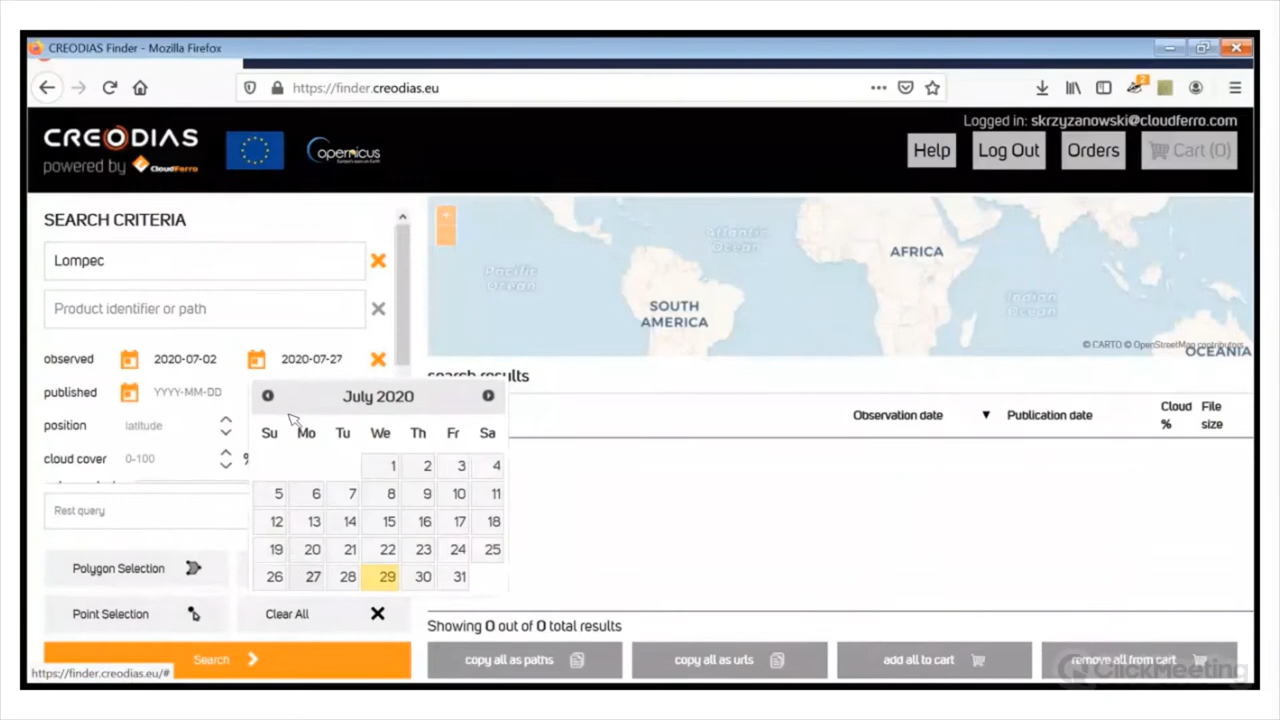 CREODIAS Finder - Mozilla Firefox
https://finder.creodias.eu
2
CREODIAS
powered by CloudFerro
opernicus
Europe's eyes on Earth
Logged in: skrzyzanowski@cloudferro.com
Help
Log Out
Orders
Cart (0)
SEARCH CRITERIA
Lompec
Product identifier or path
observed 2020-07-02 2020-07-27
published YYYY-MM-DD
position latitude
cloud cover 0-100 %
Rest query
Polygon Selection
Point Selection
Clear All
Search
https://finder.creodias.eu/#
July 2020
Su Mo Tu We Th Fr Sa
1 2 3 4
5 6 7 8 9 10 11
12 13 14 15 16 17 18
19 20 21 22 23 24 25
26 27 28 29 30 31
Pacific
Ocean
Atlantic
Ocean
AFRICA
SOUTH
AMERICA
Indian
Ocean
© CARTO © OpenStreetMap contributors
OCEANIA
search results
Observation date
Publication date
Cloud %
File size
Showing 0 out of 0 total results
copy all as paths
copy all as urls
add all to cart
remove all from cart
ClickMeeting